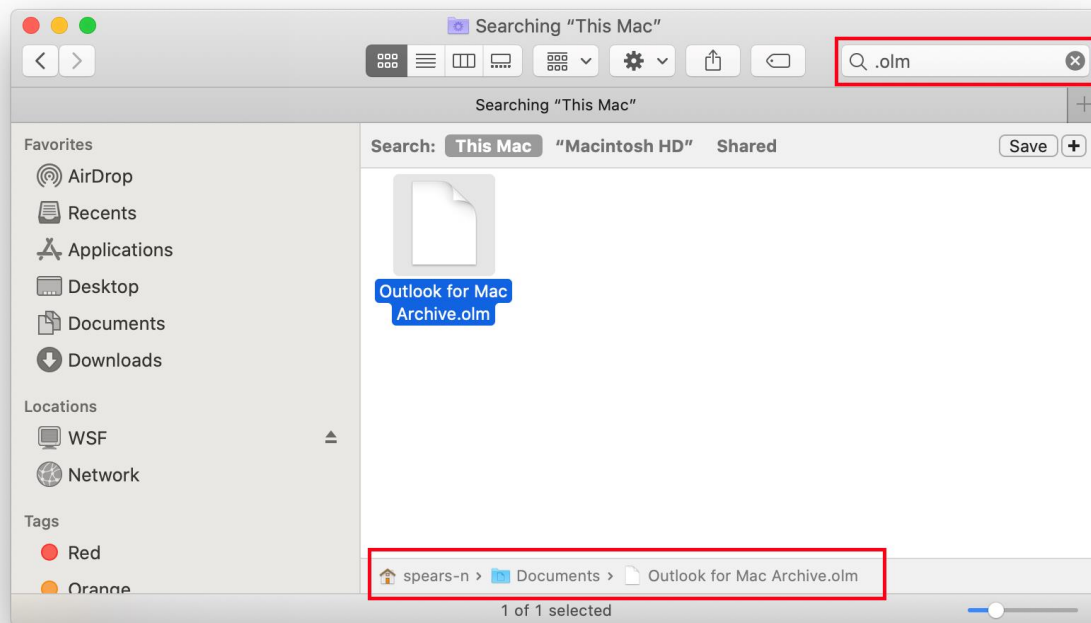 Searching “This Mac”
.olm
Searching “This Mac”
Favorites
AirDrop
Recents
Applications
Desktop
Documents
Downloads
Locations
WSF
Network
Tags
Red
Orange
Search: This Mac “Macintosh HD” Shared Save +
Outlook for Mac
Archive.olm
spears-n › Documents › Outlook for Mac Archive.olm
1 of 1 selected